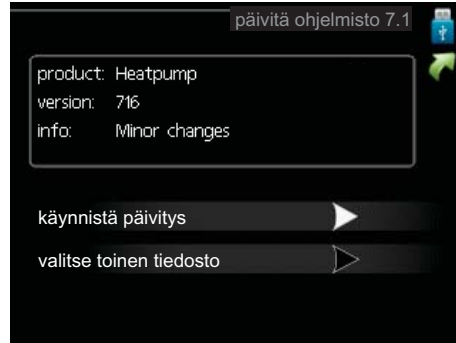 päivitä ohjelmisto 7.1
product: Heatpump
version: 716
info: Minor changes
käynnistä päivitys
valitse toinen tiedosto